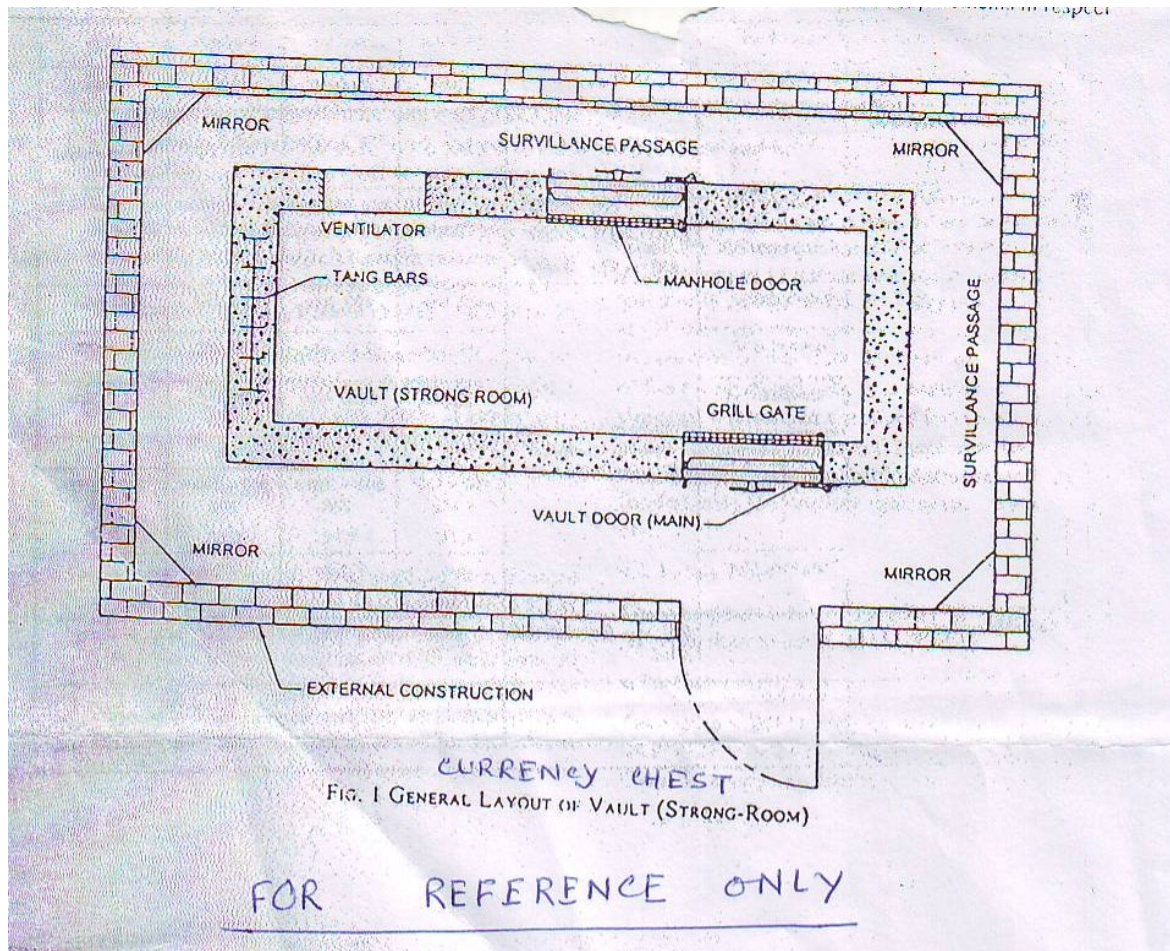 respect
MIRROR
SURVILLANCE PASSAGE
MIRROR
VENTILATOR
TANG BARS
MANHOLE DOOR
SURVILLANCE PASSAGE
VAULT (STRONG ROOM)
GRILL GATE
VAULT DOOR (MAIN)
MIRROR
MIRROR
EXTERNAL CONSTRUCTION
CURRENCY CHEST
FIG. 1 GENERAL LAYOUT OF VAULT (STRONG-ROOM)
FOR REFERENCE ONLY